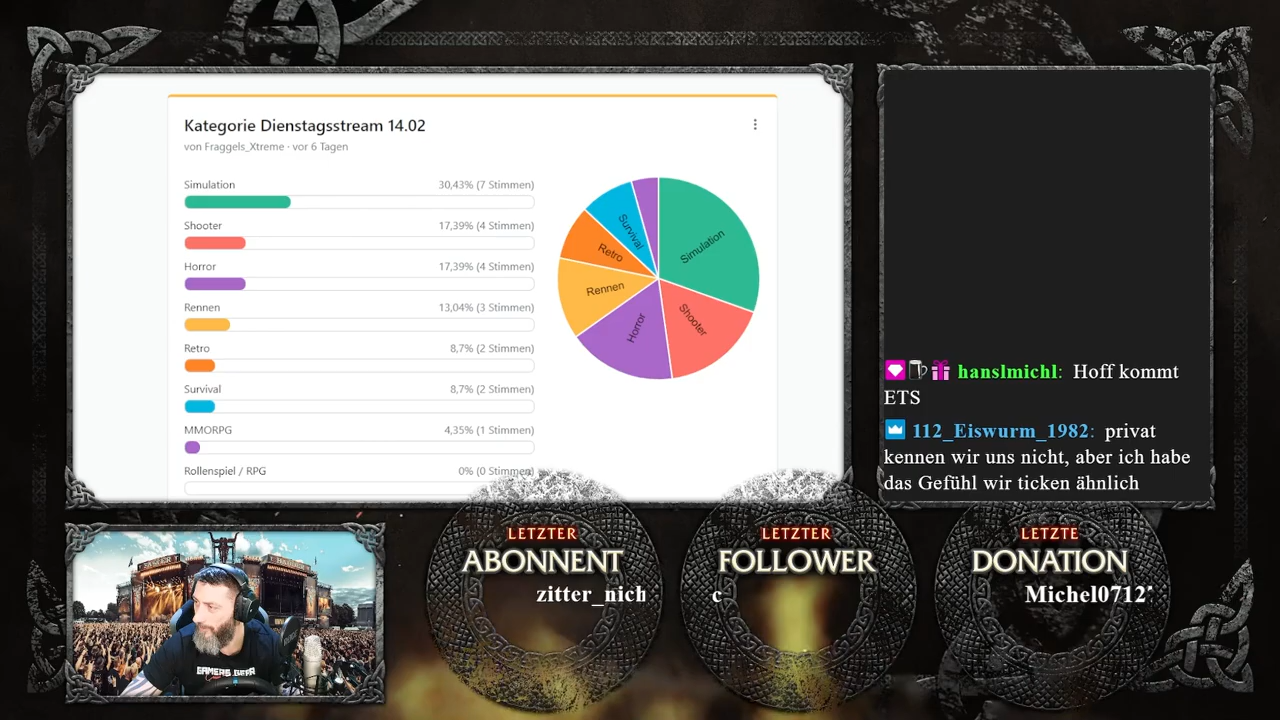 Kategorie Dienstagsstream 14.02
von Fraggels_Xtreme · vor 6 Tagen
Simulation 30,43% (7 Stimmen)
Shooter 17,39% (4 Stimmen)
Horror 17,39% (4 Stimmen)
Rennen 13,04% (3 Stimmen)
Retro 8,7% (2 Stimmen)
Survival 8,7% (2 Stimmen)
MMORPG 4,35% (1 Stimmen)
Rollenspiel / RPG 0% (0 Stimmen)
Simulation
Shooter
Horror
Rennen
Retro
Survival
hanslmichl: Hoff kommt
ETS
112_Eiswurm_1982: privat
kennen wir uns nicht, aber ich habe
das Gefühl wir ticken ähnlich
LETZTER
ABONNENT
zitter_nich
LETZTER
FOLLOWER
c
LETZTE
DONATION
Michel0712
GAMERS BEER